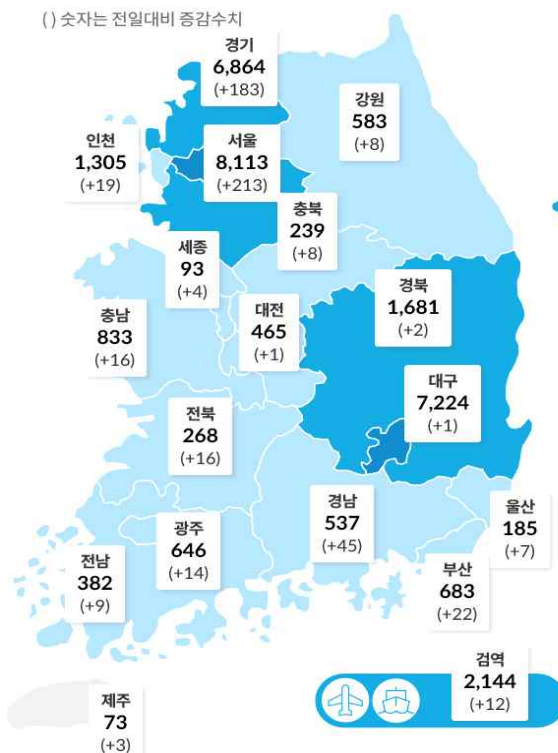 ( ) 숫자는 전일대비 증감수치
경기
6,864
(+183)
강원
583
(+8)
인천
1,305
(+19)
서울
8,113
(+213)
충북
239
(+8)
세종
93
(+4)
경북
1,681
(+2)
충남
833
(+16)
대전
465
(+1)
대구
7,224
(+1)
전북
268
(+16)
경남
537
(+45)
울산
185
(+7)
광주
646
(+14)
전남
382
(+9)
부산
683
(+22)
검역
2,144
(+12)
제주
73
(+3)